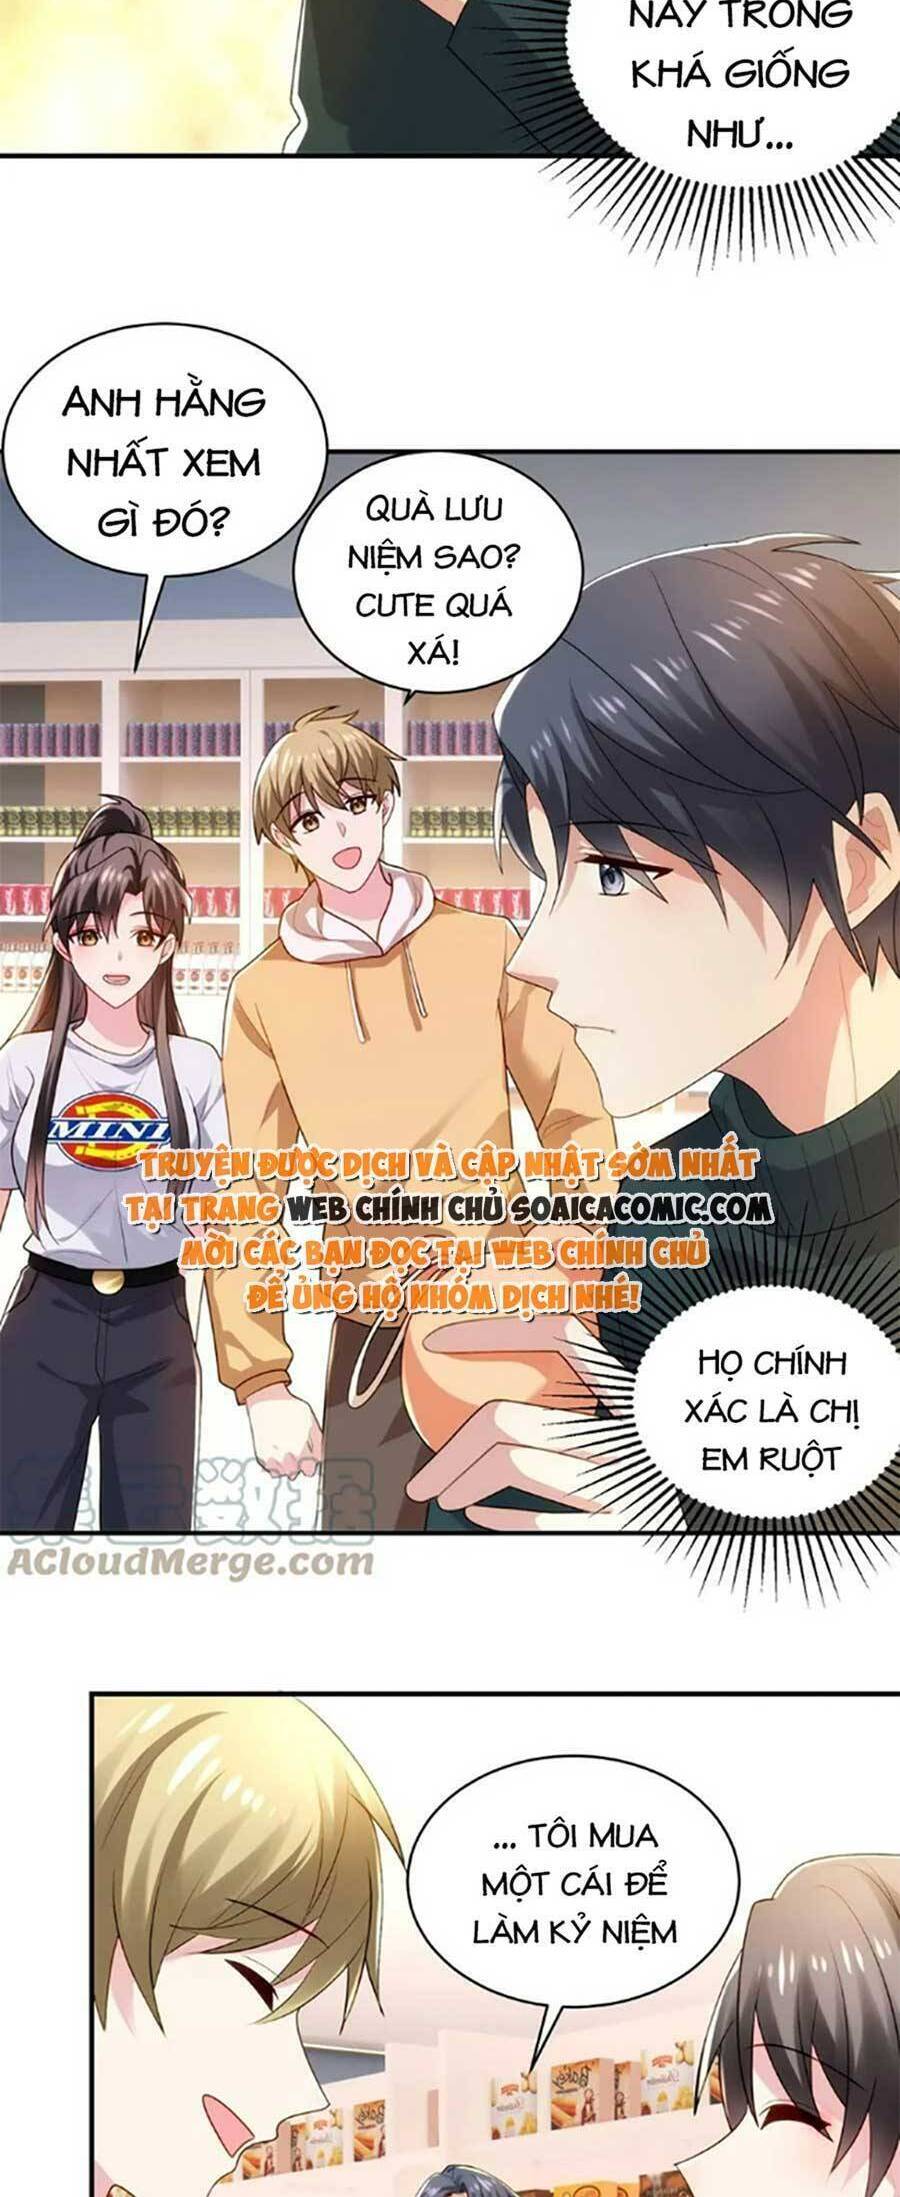 NÀY TRÔNG
KHÁ GIỐNG
NHƯ...
ANH HẰNG
NHẤT XEM
GÌ ĐÓ?
QUÀ LƯU
NIỆM SAO?
CUTE QUÁ
XÁ!
MINI
TRUYỆN ĐƯỢC DỊCH VÀ CẬP NHẬT SỚM NHẤT
TẠI TRANG WEB CHÍNH CHỦ SOAICACOMIC.COM
MỜI CÁC BẠN ĐỌC TẠI WEB CHÍNH CHỦ
ĐỂ ỦNG HỘ NHÓM DỊCH NHÉ!
HỌ CHÍNH
XÁC LÀ CHỊ
EM RUỘT
ACloudMerge.com
... TÔI MUA
MỘT CÁI ĐỂ
LÀM KỶ NIỆM